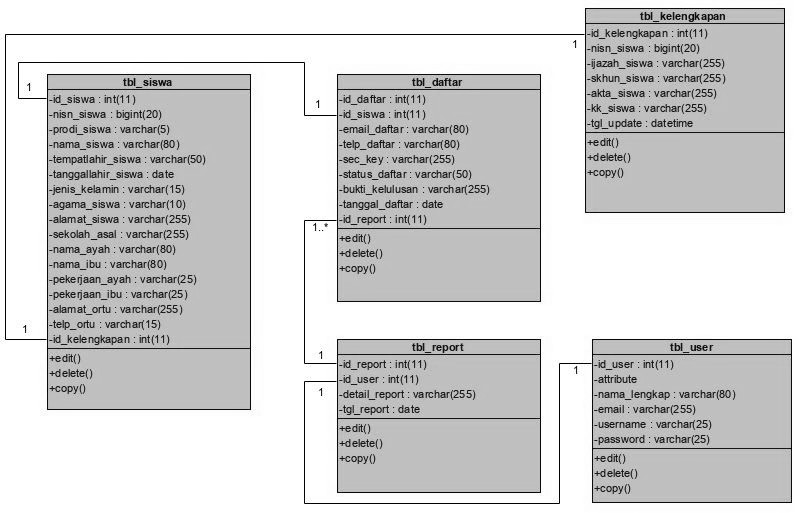 tbl_kelengkapan
-id_kelengkapan : int(11)
-nisn_siswa : bigint(20)
-ijazah_siswa : varchar(255)
-skhun_siswa : varchar(255)
-akta_siswa : varchar(255)
-kk_siswa : varchar(255)
-tgl_update : datetime
+edit()
+delete()
+copy()
1
1
tbl_siswa
-id_siswa : int(11)
-nisn_siswa : bigint(20)
-prodi_siswa : varchar(5)
-nama_siswa : varchar(80)
-tempatlahir_siswa : varchar(50)
-tanggallahir_siswa : date
-jenis_kelamin : varchar(15)
-agama_siswa : varchar(10)
-alamat_siswa : varchar(255)
-sekolah_asal : varchar(255)
-nama_ayah : varchar(80)
-nama_ibu : varchar(80)
-pekerjaan_ayah : varchar(25)
-pekerjaan_ibu : varchar(25)
-alamat_ortu : varchar(255)
-telp_ortu : varchar(15)
-id_kelengkapan : int(11)
+edit()
+delete()
+copy()
1
1
tbl_daftar
-id_daftar : int(11)
-id_siswa : int(11)
-email_daftar : varchar(80)
-telp_daftar : varchar(80)
-sec_key : varchar(255)
-status_daftar : varchar(50)
-bukti_kelulusan : varchar(255)
-tanggal_daftar : date
-id_report : int(11)
+edit()
+delete()
+copy()
1..*
1
tbl_report
-id_report : int(11)
-id_user : int(11)
-detail_report : varchar(255)
-tgl_report : date
+edit()
+delete()
+copy()
1
1
tbl_user
-id_user : int(11)
-attribute
-nama_lengkap : varchar(80)
-email : varchar(255)
-username : varchar(25)
-password : varchar(25)
+edit()
+delete()
+copy()